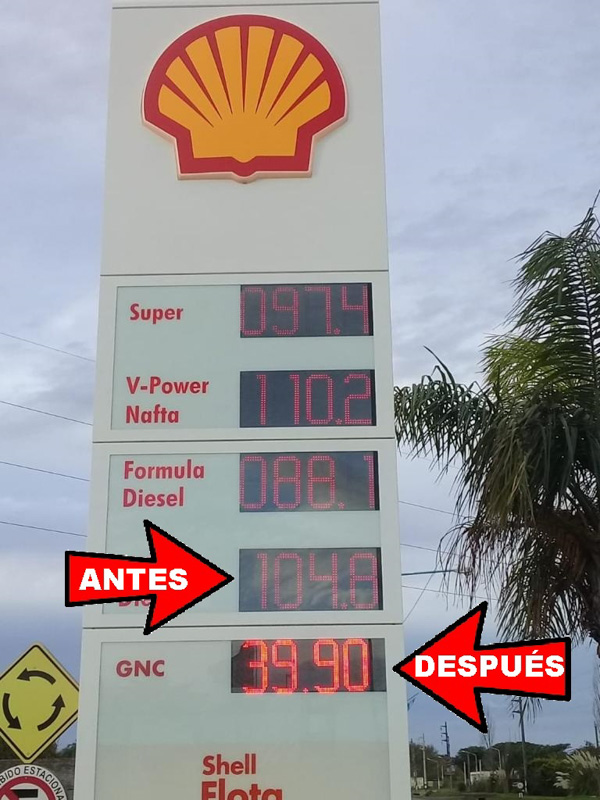 Super 097.4
V-Power
Nafta 110.2
Formula
Diesel 088.1
ANTES 104.8
GNC 39.90
DESPUÉS
Shell
Flota